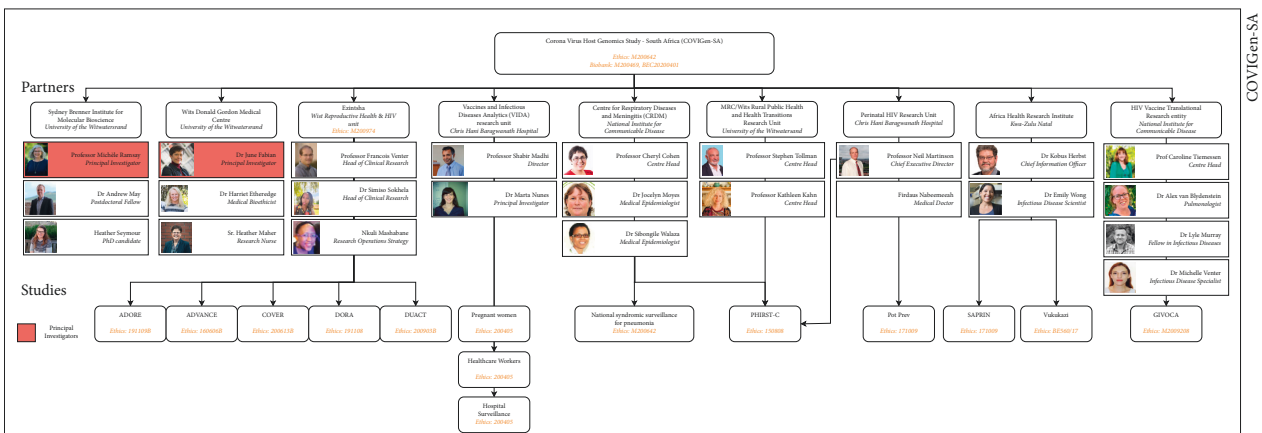 Corona Virus Host Genomics Study - South Africa (COVIGen-SA)
Ethics: M200642
Biobank: M200469, REC20200401
COVIGen-SA
Partners
Sydney Brenner Institute for
Molecular Bioscience
University of the Witwatersrand
Professor Michèle Ramsay
Principal Investigator
Dr Andrew May
Postdoctoral Fellow
Heather Seymour
PhD candidate
Wits Donald Gordon Medical
Centre
University of the Witwatersrand
Dr June Fabian
Principal Investigator
Dr Harriet Etheredge
Medical Bioethicist
Sr. Heather Maher
Research Nurse
Ezintsha
Wist Reproductive Health & HIV
unit
Ethics: M200974
Professor Francois Venter
Head of Clinical Research
Dr Simiso Sokhela
Head of Clinical Research
Nkuli Mashabane
Research Operations Strategy
Vaccines and Infectious
Diseases Analytics (VIDA)
research unit
Chris Hani Baragwanath Hospital
Professor Shabir Madhi
Director
Dr Marta Nunes
Principal Investigator
Centre for Respiratory Diseases
and Meningitis (CRDM)
National Institute for
Communicable Disease
Professor Cheryl Cohen
Centre Head
Dr Jocelyn Moyes
Medical Epidemiologist
Dr Sibongile Walaza
Medical Epidemiologist
MRC/Wits Rural Public Health
and Health Transitions
Research Unit
University of the Witwatersrand
Professor Stephen Tollman
Centre Head
Professor Kathleen Kahn
Centre Head
Perinatal HIV Research Unit
Chris Hani Baragwanath Hospital
Professor Neil Martinson
Chief Executive Director
Firdaus Nabeemeeah
Medical Doctor
Africa Health Research Institute
Kwa-Zulu Natal
Dr Kobus Herbst
Chief Information Officer
Dr Emily Wong
Infectious Disease Scientist
HIV Vaccine Translational
Research entity
National Institute for
Communicable Disease
Prof Caroline Tiemessen
Centre Head
Dr Alex van Blydenstein
Pulmonologist
Dr Lyle Murray
Fellow in Infectious Diseases
Dr Michelle Venter
Infectious Disease Specialist
Studies
Principal
Investigators
ADORE
Ethics: 191109B
ADVANCE
Ethics: 160606B
COVER
Ethics: 200613B
DORA
Ethics: 191108
DUACT
Ethics: 200903B
Pregnant women
Ethics: 200405
Healthcare Workers
Ethics: 200405
Hospital
Surveillance
Ethics: 200405
National syndromic surveillance
for pneumonia
Ethics: M200642
PHIRST-C
Ethics: 150808
Pot Prev
Ethics: 171009
SAPRIN
Ethics: 171009
Vukukazi
Ethics: BE560/17
GIVOCA
Ethics: M2009208